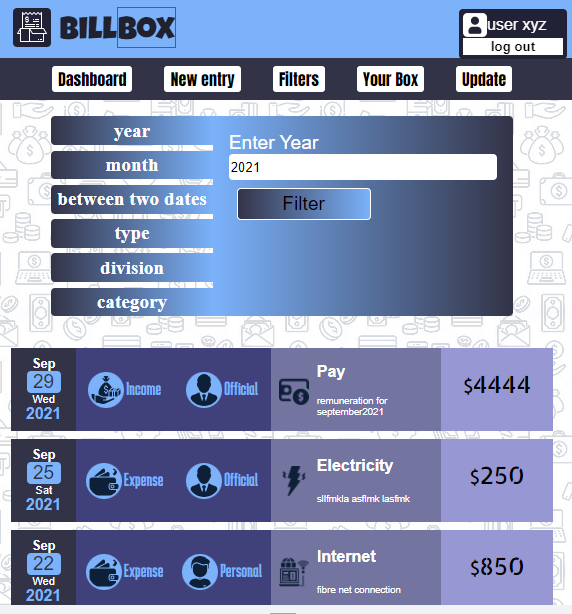 BILLBOX
user xyz
log out
Dashboard New entry Filters Your Box Update
year
month
between two dates
type
division
category
Enter Year
2021
Filter
Sep
29
Wed
2021
Income
Official
Pay
remuneration for
september2021
$4444
Sep
25
Sat
2021
Expense
Official
Electricity
sllfmkla asflmk lasfmk
$250
Sep
22
Wed
2021
Expense
Personal
Internet
fibre net connection
$850